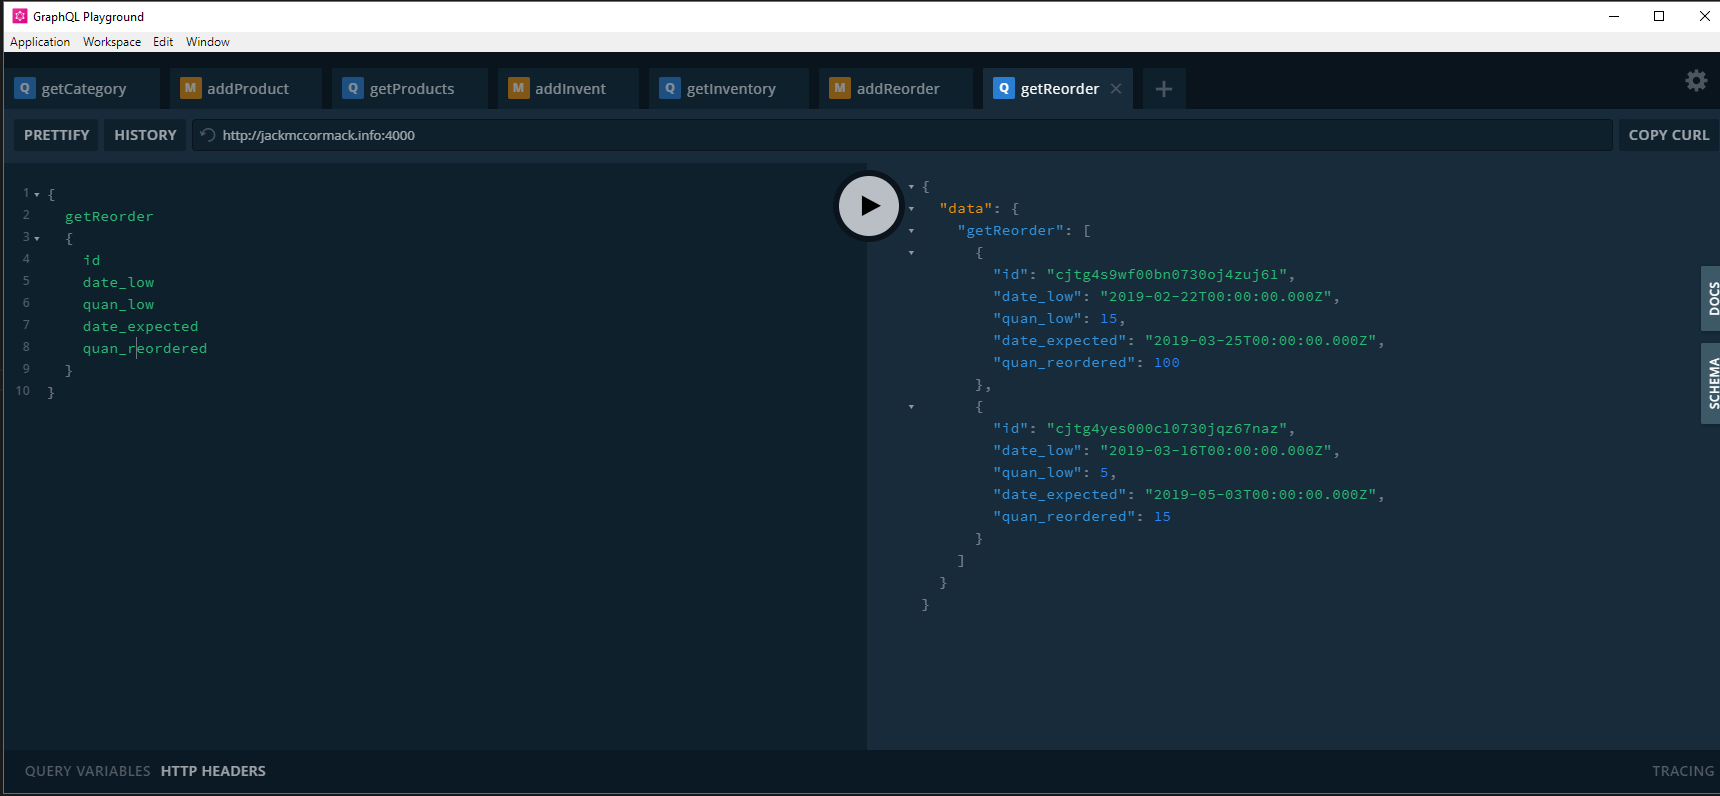 GraphQL Playground
Application Workspace Edit Window
Q getCategory M addProduct Q getProducts M addInvent Q getInventory M addReorder Q getReorder
PRETTIFY HISTORY http://jackmccormack.info:4000 COPY CURL
1 {
2 getReorder
3 {
4 id
5 date_low
6 quan_low
7 date_expected
8 quan_reordered
9 }
10 }
{
"data": {
"getReorder": [
{
"id": "cjtg4s9wf00bn0730oj4zuj61",
"date_low": "2019-02-22T00:00:00.000Z",
"quan_low": 15,
"date_expected": "2019-03-25T00:00:00.000Z",
"quan_reordered": 100
},
{
"id": "cjtg4yes000cl0730jqz67naz",
"date_low": "2019-03-16T00:00:00.000Z",
"quan_low": 5,
"date_expected": "2019-05-03T00:00:00.000Z",
"quan_reordered": 15
}
]
}
}
DOCS
SCHEMA
QUERY VARIABLES HTTP HEADERS TRACING